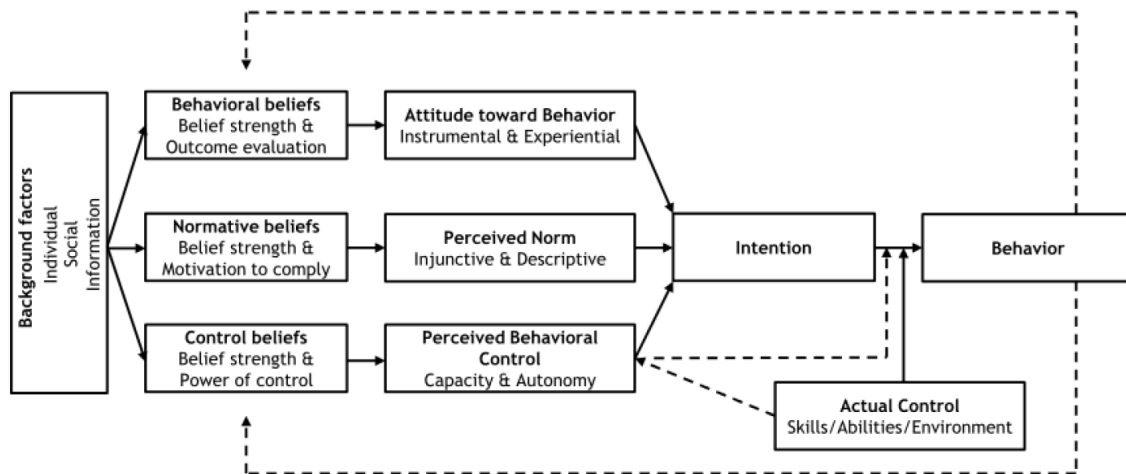 Background factors
Individual
Social
Information
Behavioral beliefs
Belief strength &
Outcome evaluation
Attitude toward Behavior
Instrumental & Experiential
Normative beliefs
Belief strength &
Motivation to comply
Perceived Norm
Injunctive & Descriptive
Intention
Behavior
Control beliefs
Belief strength &
Power of control
Perceived Behavioral
Control
Capacity & Autonomy
Actual Control
Skills/Abilities/Environment